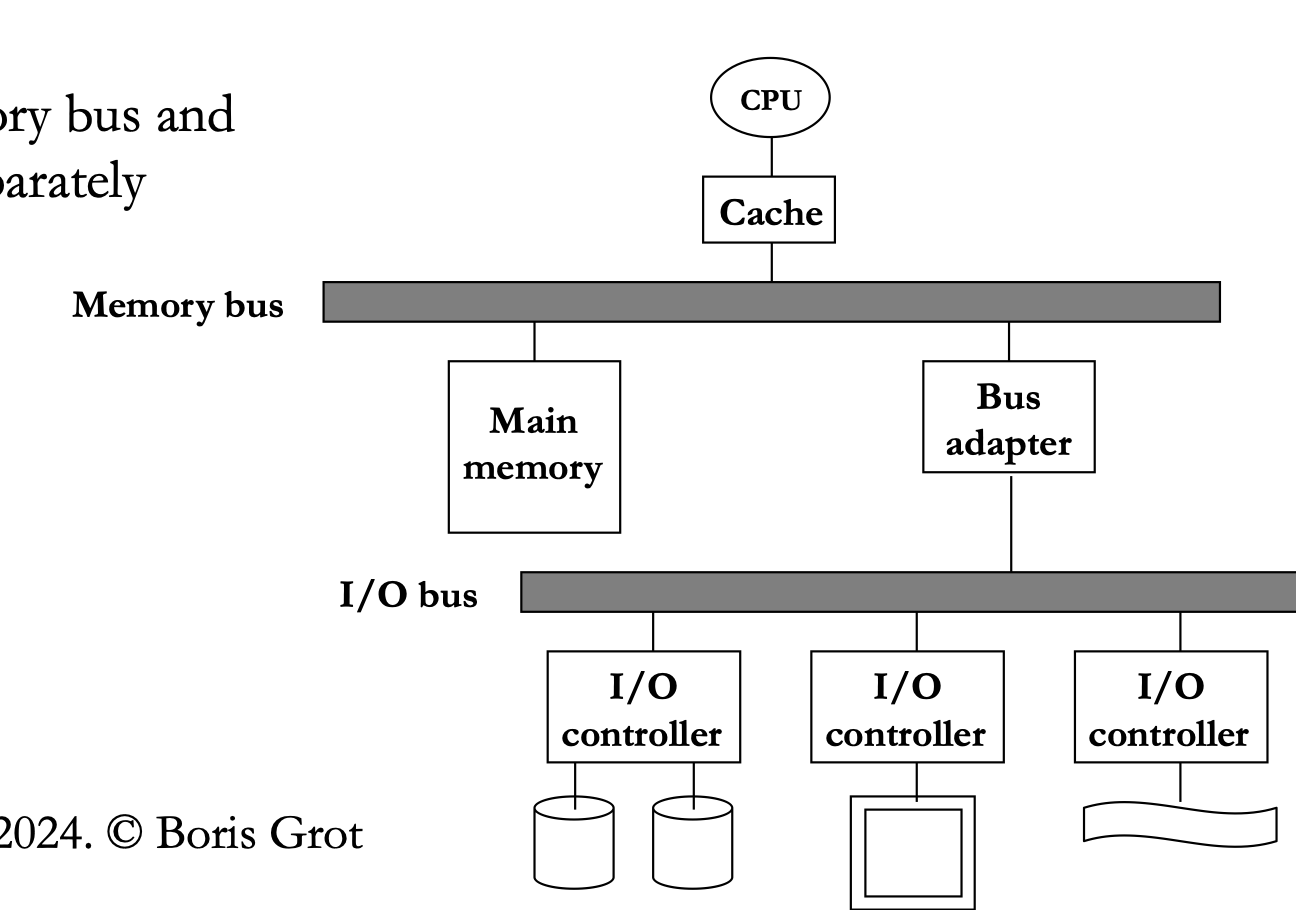 ory bus and
parately
CPU
Cache
Memory bus
Main
memory
Bus
adapter
I/O bus
I/O
controller
I/O
controller
I/O
controller
2024. © Boris Grot